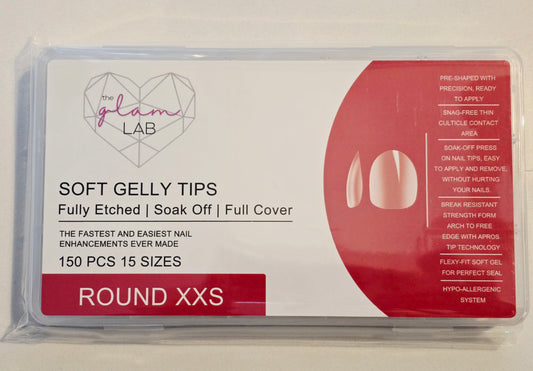 the
glam
LAB
SOFT GELLY TIPS
Fully Etched | Soak Off | Full Cover
THE FASTEST AND EASIEST NAIL
ENHANCEMENTS EVER MADE
150 PCS 15 SIZES
ROUND XXS
PRE-SHAPED WITH
PRECISION, READY
TO APPLY
SNAG-FREE THIN
CULTICLE CONTACT
AREA
SOAK-OFF PRESS
ON NAIL TIPS, EASY
TO APPLY AND REMOVE,
WITHOUT HURTING
YOUR NAILS.
BREAK RESISTANT
STRENGTH FORM
ARCH TO FREE
EDGE WITH APROS
TIP TECHNOLOGY
FLEXY-FIT SOFT GEL
FOR PERFECT SEAL
HYPO-ALLERGENIC
SYSTEM